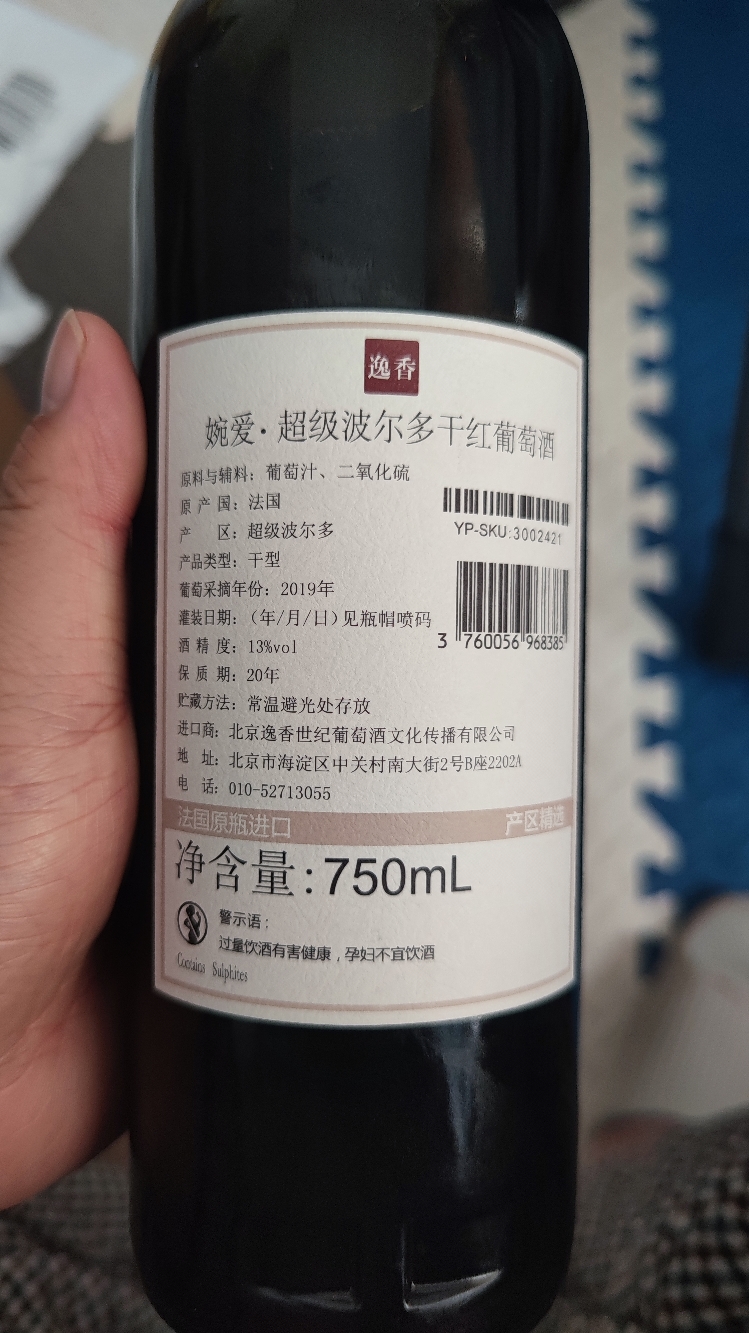 逸香
婉爱·超级波尔多干红葡萄酒
原料与辅料：葡萄汁、二氧化硫
原产国：法国
产区：超级波尔多
产品类型：干型
葡萄采摘年份：2019年
灌装日期：（年/月/日）见瓶帽喷码
酒精度：13%vol
保质期：20年
贮藏方法：常温避光处存放
进口商：北京逸香世纪葡萄酒文化传播有限公司
地址：北京市海淀区中关村南大街2号B座2202A
电话：010-52713055
YP-SKU:3002421
3 760056 968385
法国原瓶进口 产区精选
净含量:750mL
警示语：
过量饮酒有害健康，孕妇不宜饮酒
Contains Sulphites